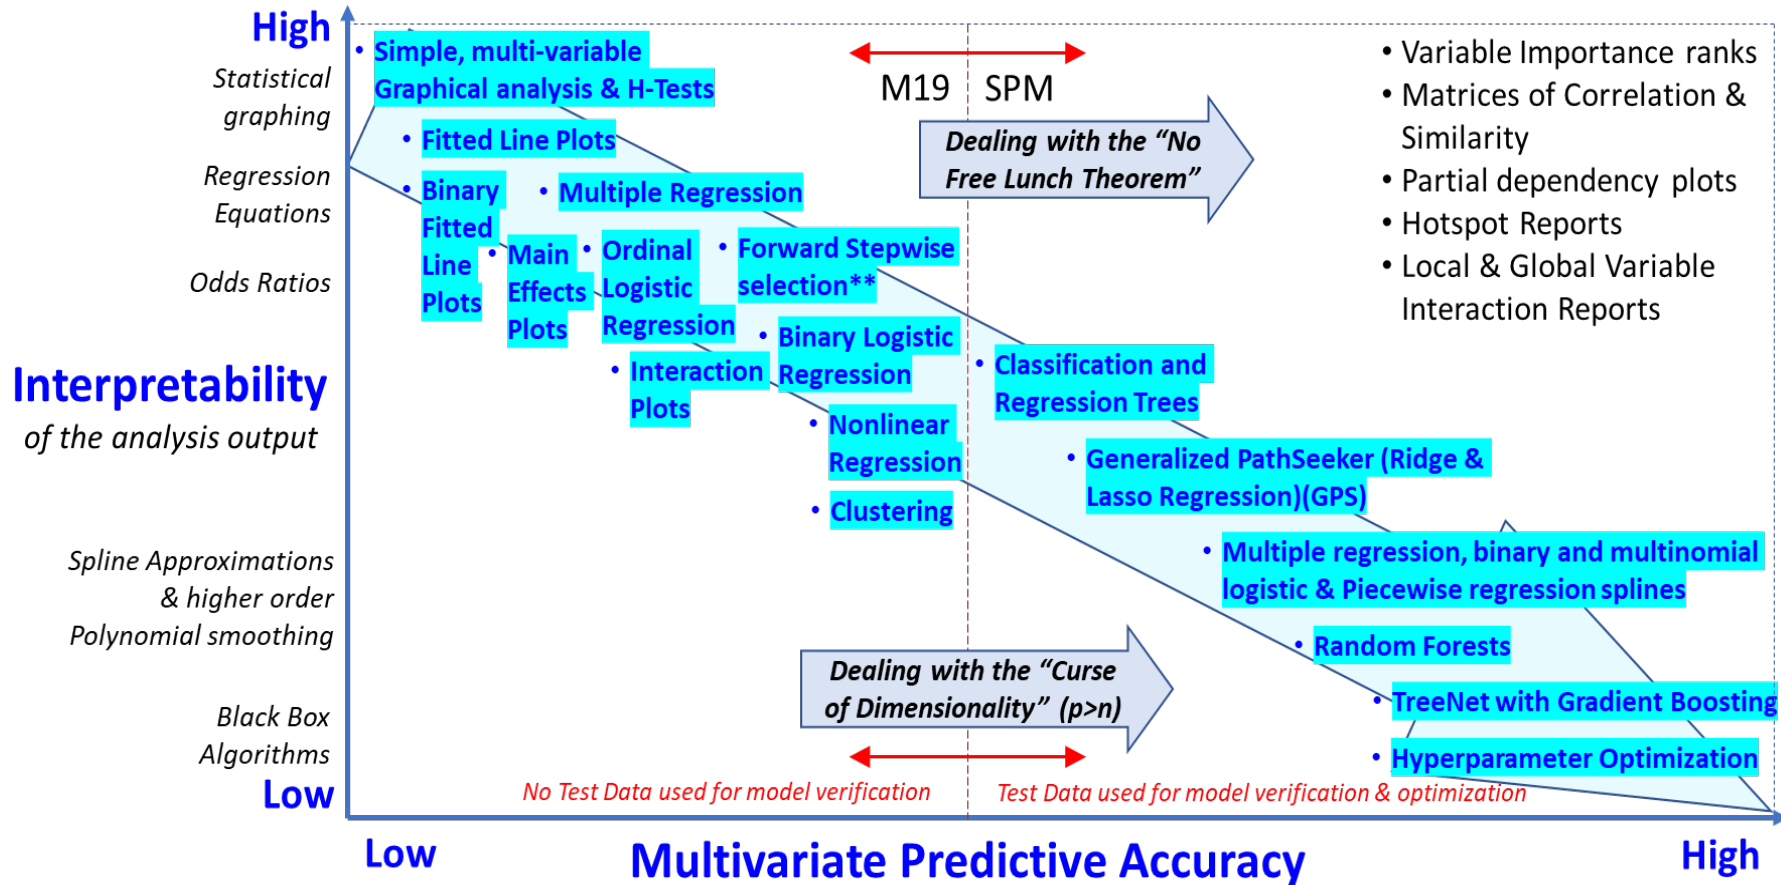 High
Statistical
graphing
Regression
Equations
Odds Ratios
Interpretability
of the analysis output
Spline Approximations
& higher order
Polynomial smoothing
Black Box
Algorithms
Low
• Simple, multi-variable
Graphical analysis & H-Tests
• Fitted Line Plots
• Binary
Fitted
Line
Plots
• Multiple Regression
• Main
Effects
Plots
• Ordinal
Logistic
Regression
• Forward Stepwise
selection**
• Interaction
Plots
• Binary Logistic
Regression
• Nonlinear
Regression
• Clustering
M19
SPM
Dealing with the “No
Free Lunch Theorem”
• Variable Importance ranks
• Matrices of Correlation &
Similarity
• Partial dependency plots
• Hotspot Reports
• Local & Global Variable
Interaction Reports
• Classification and
Regression Trees
• Generalized PathSeeker (Ridge &
Lasso Regression)(GPS)
• Multiple regression, binary and multinomial
logistic & Piecewise regression splines
• Random Forests
• TreeNet with Gradient Boosting
• Hyperparameter Optimization
Dealing with the “Curse
of Dimensionality” (p>n)
No Test Data used for model verification
Test Data used for model verification & optimization
Low
Multivariate Predictive Accuracy
High